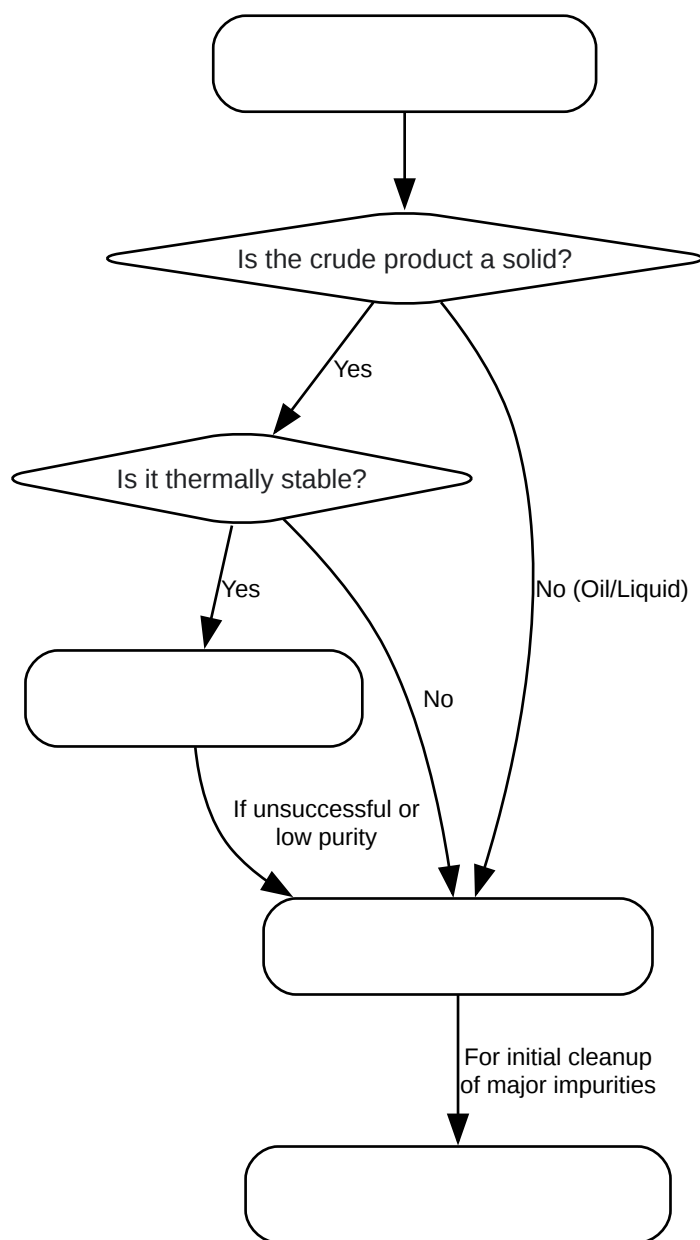 Is the crude product a solid?
Yes
Is it thermally stable?
Yes
No (Oil/Liquid)
No
If unsuccessful or
low purity
For initial cleanup
of major impurities